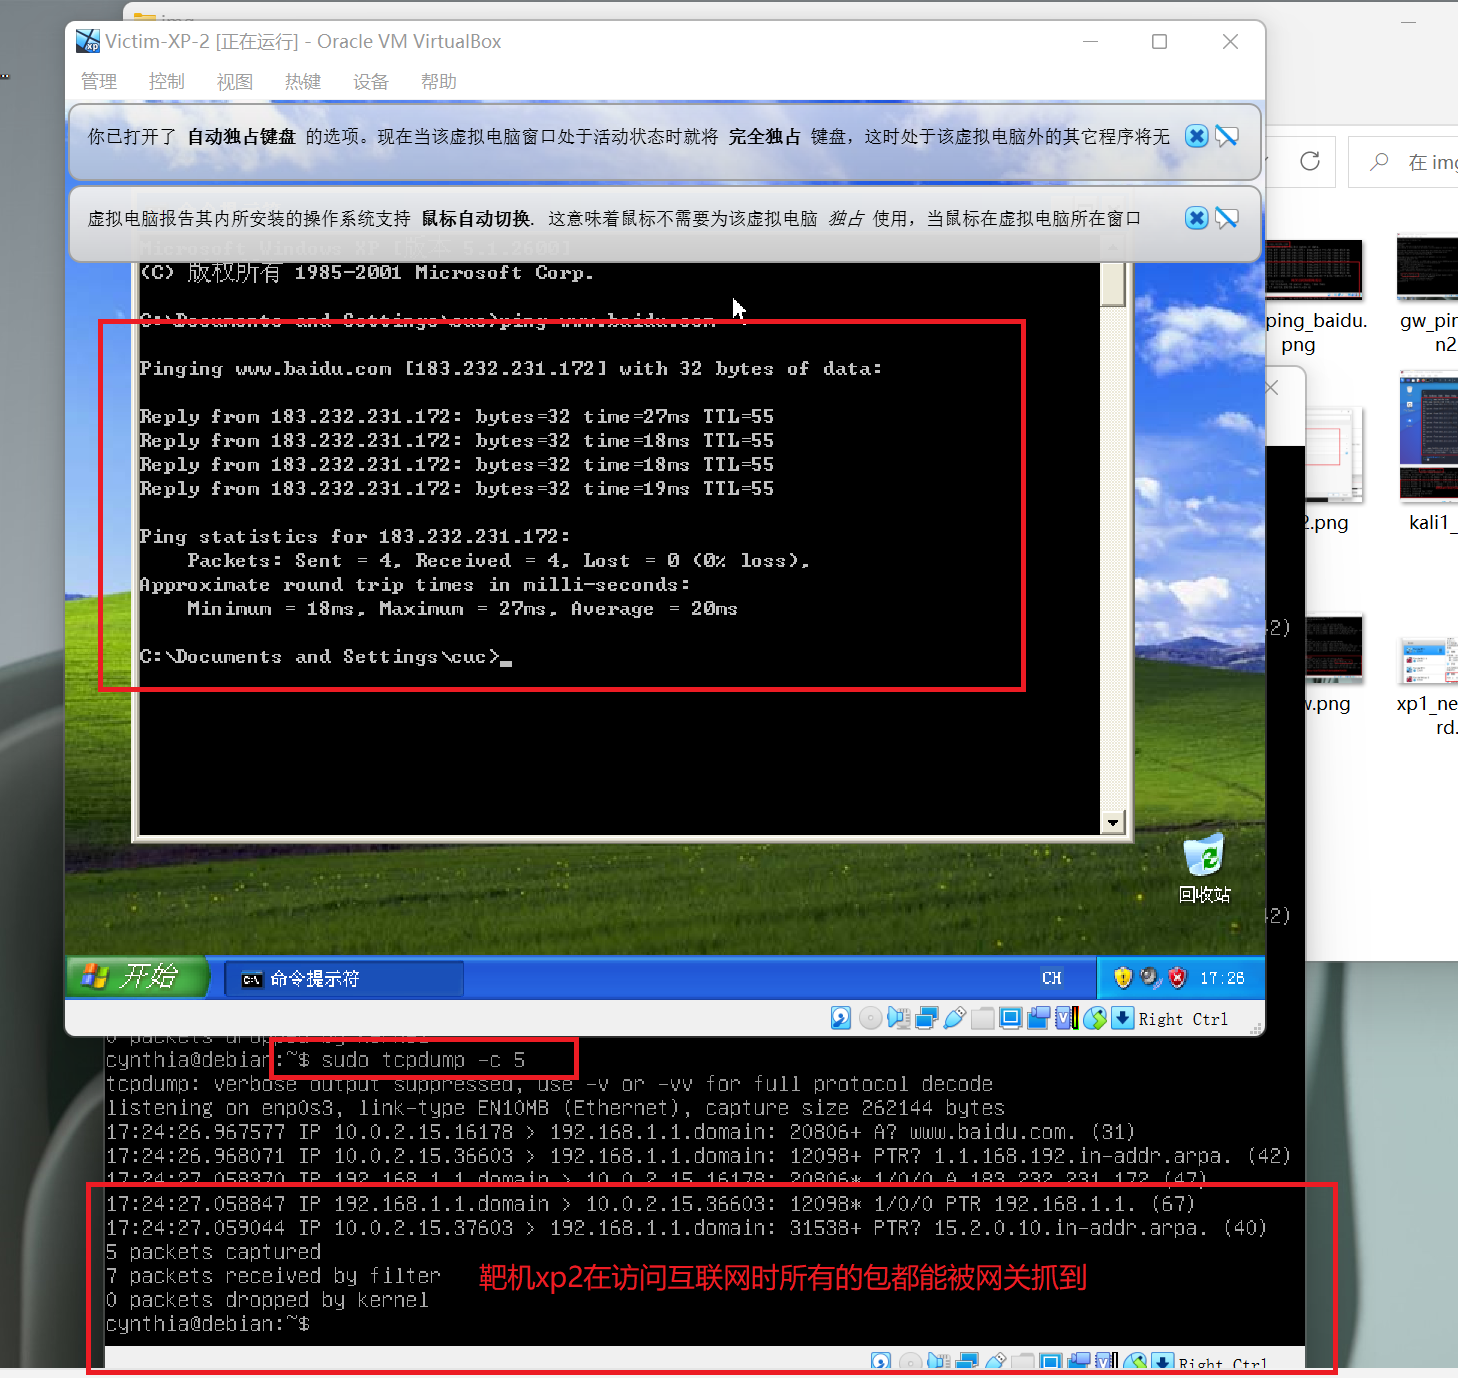 img
Victim-XP-2 [正在运行] - Oracle VM VirtualBox
管理 控制 视图 热键 设备 帮助
你已打开了 自动独占键盘 的选项。现在当该虚拟电脑窗口处于活动状态时就将 完全独占 键盘，这时处于该虚拟电脑外的其它程序将无
在 img
虚拟电脑报告其内所安装的操作系统支持 鼠标自动切换. 这意味着鼠标不需要为该虚拟电脑 独占 使用，当鼠标在虚拟电脑所在窗口
Microsoft Windows XP [版本 5.1.2600]
(C) 版权所有 1985-2001 Microsoft Corp.
C:\Documents and Settings\cuc>ping www.baidu.com
Pinging www.baidu.com [183.232.231.172] with 32 bytes of data:
Reply from 183.232.231.172: bytes=32 time=27ms TTL=55
Reply from 183.232.231.172: bytes=32 time=18ms TTL=55
Reply from 183.232.231.172: bytes=32 time=18ms TTL=55
Reply from 183.232.231.172: bytes=32 time=19ms TTL=55
Ping statistics for 183.232.231.172:
Packets: Sent = 4, Received = 4, Lost = 0 (0% loss),
Approximate round trip times in milli-seconds:
Minimum = 18ms, Maximum = 27ms, Average = 20ms
C:\Documents and Settings\cuc>
ping_baidu.
png
gw_pin
n2
2.png
kali1_
w.png
xp1_ne
rd.
42)
42)
回收站
开始
命令提示符
CH
17:28
Right Ctrl
0 packets dropped by kernel
cynthia@debian:~$ sudo tcpdump -c 5
tcpdump: verbose output suppressed, use -v or -vv for full protocol decode
listening on enp0s3, link-type EN10MB (Ethernet), capture size 262144 bytes
17:24:26.967577 IP 10.0.2.15.16178 > 192.168.1.1.domain: 20806+ A? www.baidu.com. (31)
17:24:26.968071 IP 10.0.2.15.36603 > 192.168.1.1.domain: 12098+ PTR? 1.1.168.192.in-addr.arpa. (42)
17:24:27.058370 IP 192.168.1.1.domain > 10.0.2.15.16178: 20806* 1/0/0 A 183.232.231.172 (47)
17:24:27.058847 IP 192.168.1.1.domain > 10.0.2.15.36603: 12098* 1/0/0 PTR 192.168.1.1. (67)
17:24:27.059044 IP 10.0.2.15.37603 > 192.168.1.1.domain: 31538+ PTR? 15.2.0.10.in-addr.arpa. (40)
5 packets captured
7 packets received by filter
0 packets dropped by kernel
cynthia@debian:~$
靶机xp2在访问互联网时所有的包都能被网关抓到
Right Ctrl